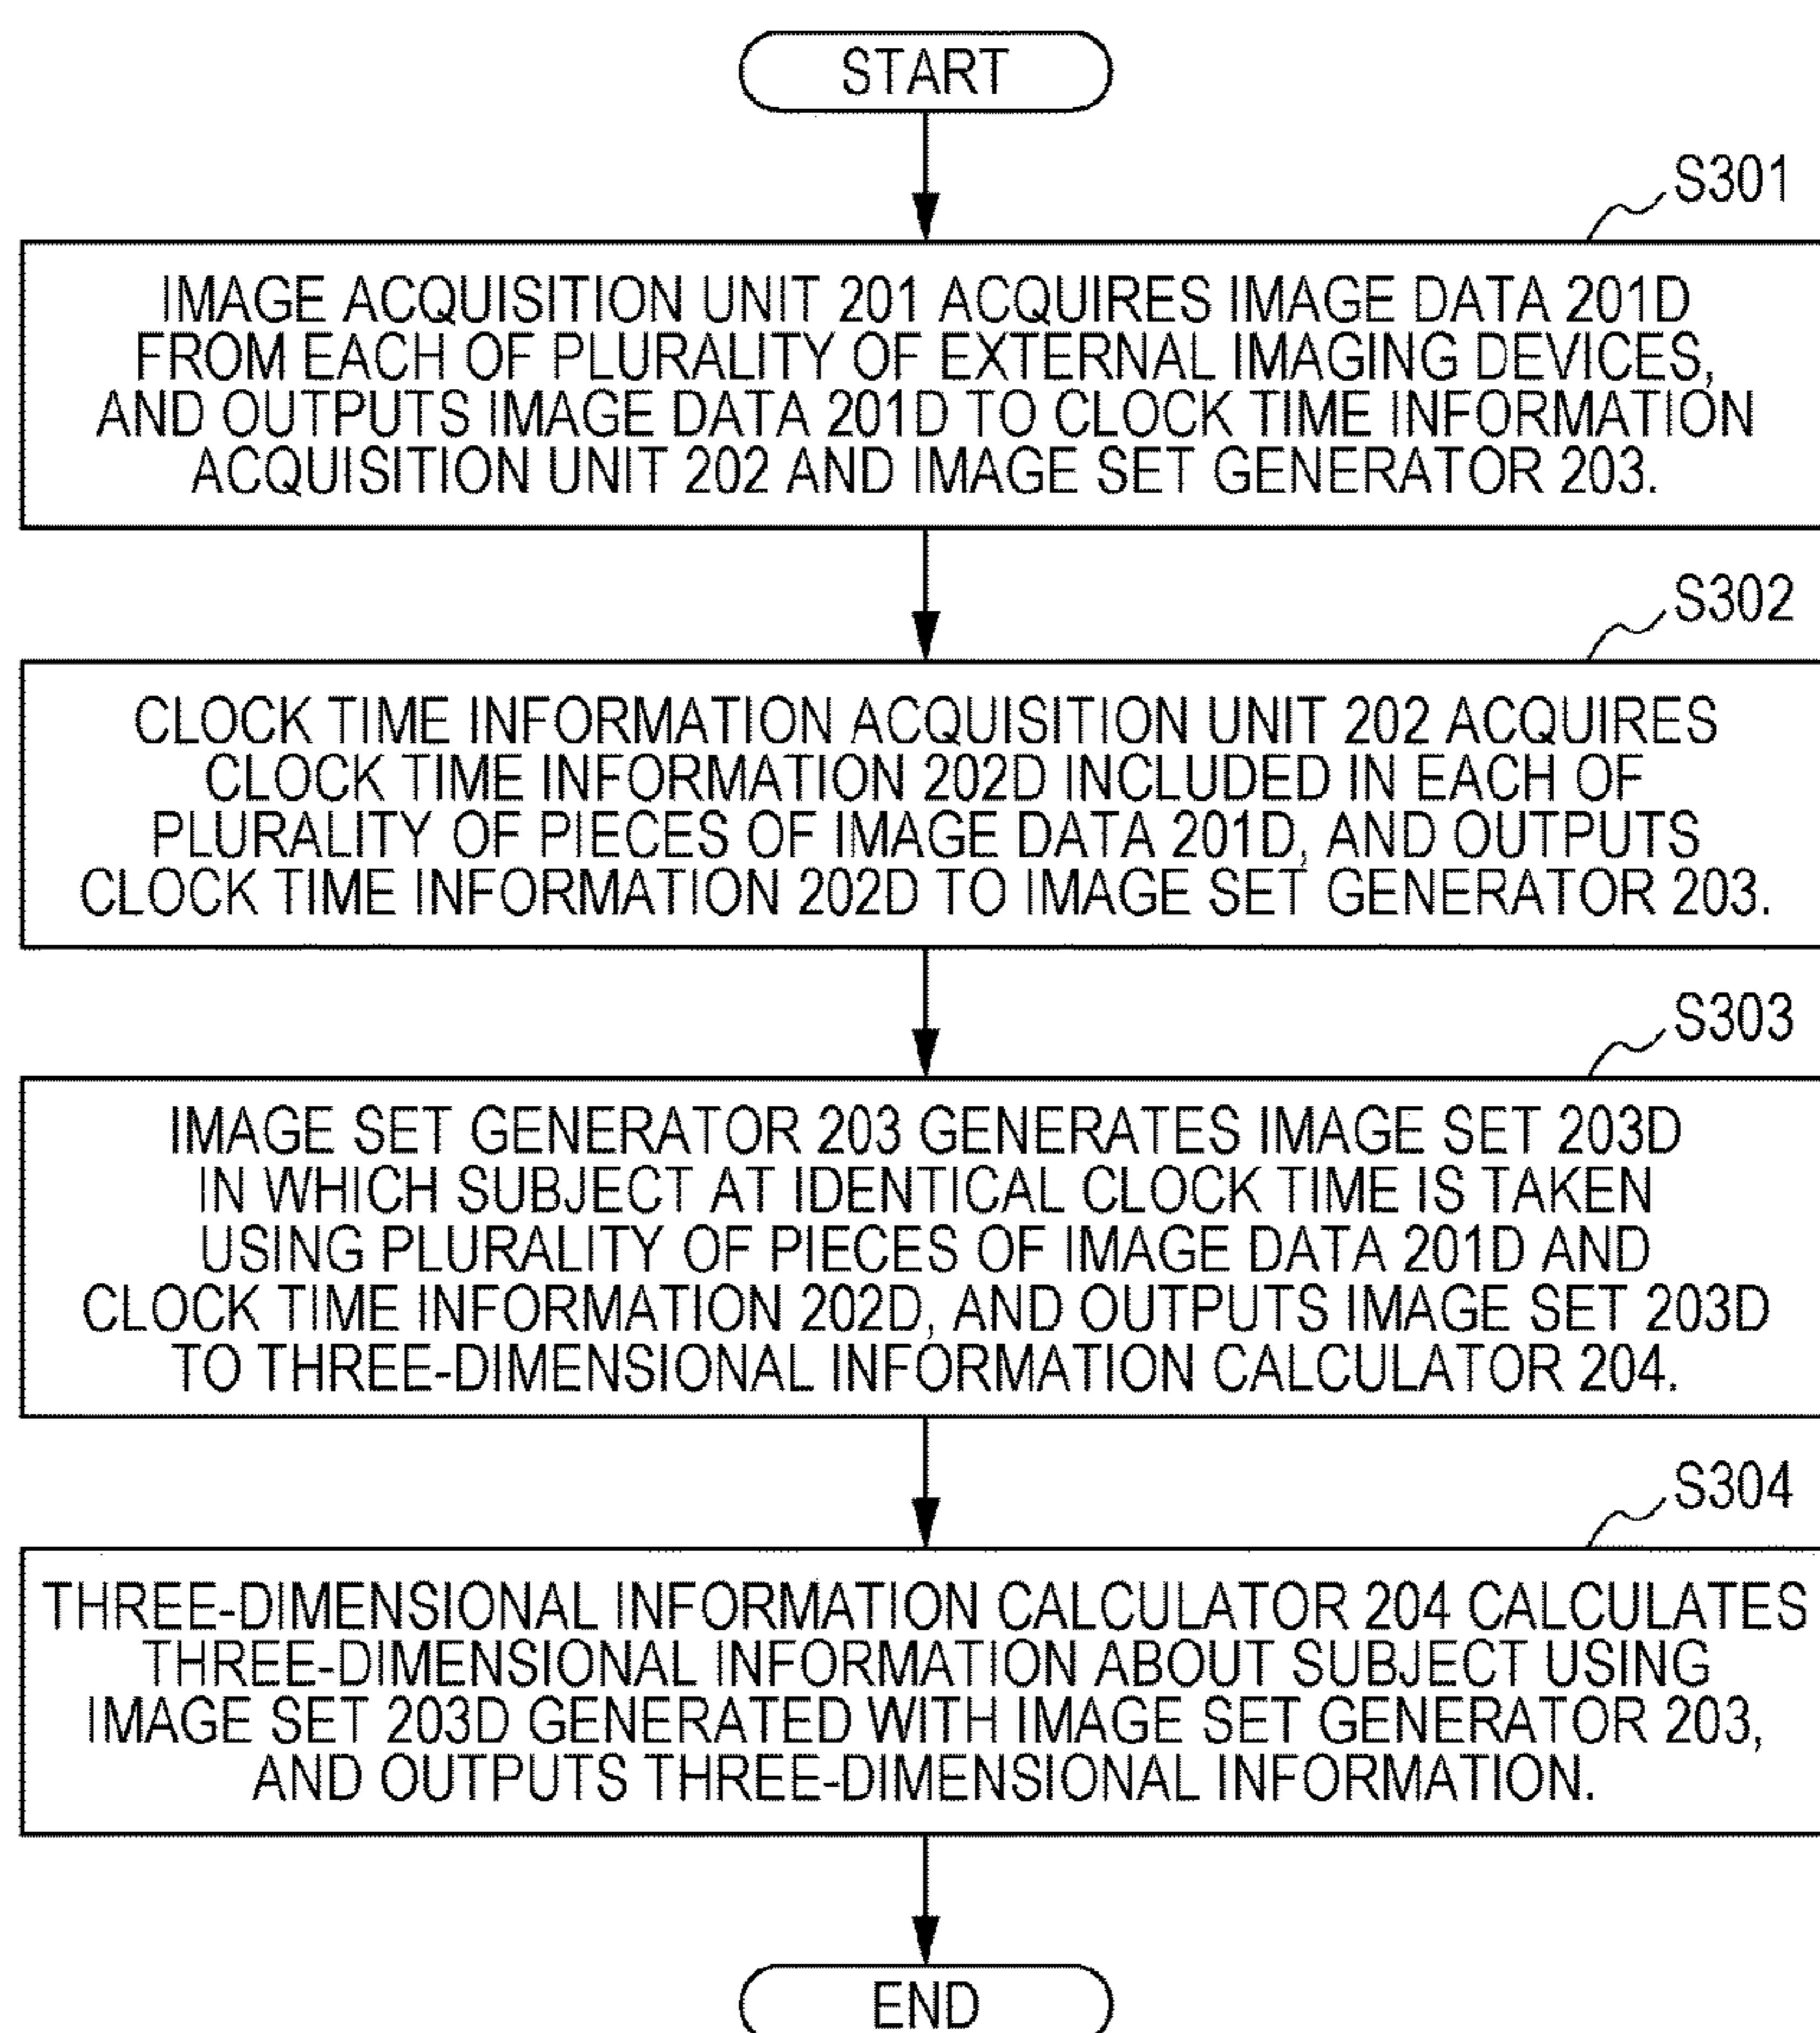 START
S301
IMAGE ACQUISITION UNIT 201 ACQUIRES IMAGE DATA 201D
FROM EACH OF PLURALITY OF EXTERNAL IMAGING DEVICES,
AND OUTPUTS IMAGE DATA 201D TO CLOCK TIME INFORMATION
ACQUISITION UNIT 202 AND IMAGE SET GENERATOR 203.
S302
CLOCK TIME INFORMATION ACQUISITION UNIT 202 ACQUIRES
CLOCK TIME INFORMATION 202D INCLUDED IN EACH OF
PLURALITY OF PIECES OF IMAGE DATA 201D, AND OUTPUTS
CLOCK TIME INFORMATION 202D TO IMAGE SET GENERATOR 203.
S303
IMAGE SET GENERATOR 203 GENERATES IMAGE SET 203D
IN WHICH SUBJECT AT IDENTICAL CLOCK TIME IS TAKEN
USING PLURALITY OF PIECES OF IMAGE DATA 201D AND
CLOCK TIME INFORMATION 202D, AND OUTPUTS IMAGE SET 203D
TO THREE-DIMENSIONAL INFORMATION CALCULATOR 204.
S304
THREE-DIMENSIONAL INFORMATION CALCULATOR 204 CALCULATES
THREE-DIMENSIONAL INFORMATION ABOUT SUBJECT USING
IMAGE SET 203D GENERATED WITH IMAGE SET GENERATOR 203,
AND OUTPUTS THREE-DIMENSIONAL INFORMATION.
END